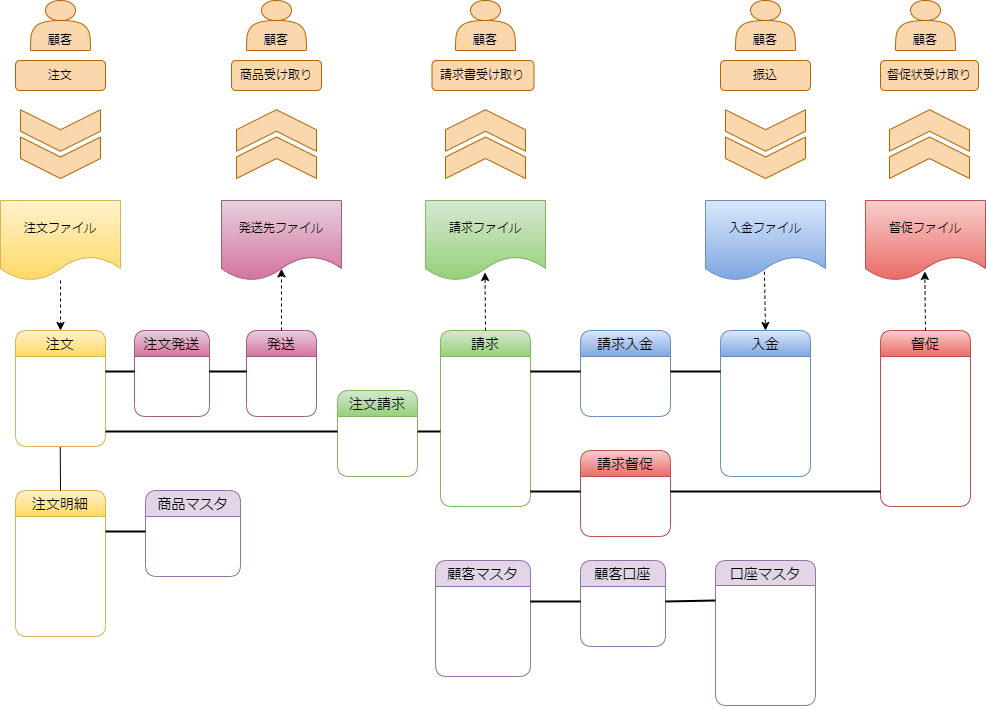 顧客
顧客
顧客
顧客
顧客
注文
商品受け取り
請求書受け取り
振込
督促状受け取り
注文ファイル
発送先ファイル
請求ファイル
入金ファイル
督促ファイル
注文
注文発送
発送
請求
請求入金
入金
督促
注文請求
請求督促
注文明細
商品マスタ
顧客マスタ
顧客口座
口座マスタ